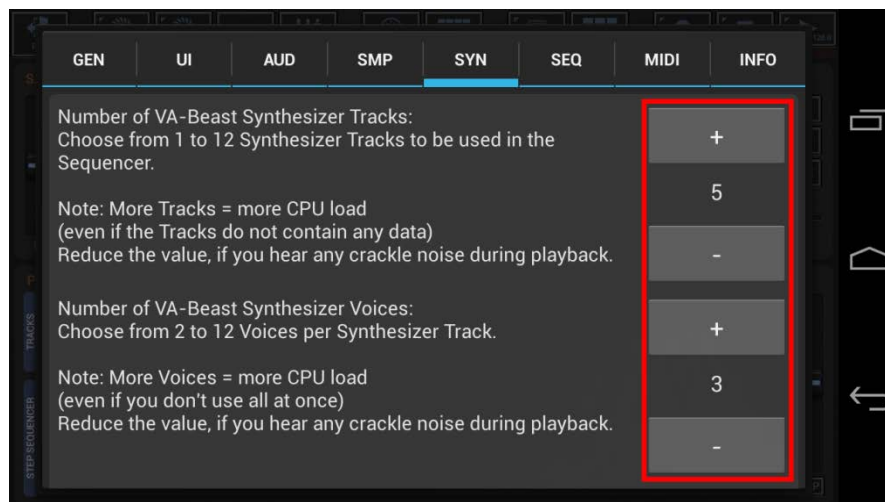 GEN UI AUD SMP SYN SEQ MIDI INFO
Number of VA-Beast Synthesizer Tracks:
Choose from 1 to 12 Synthesizer Tracks to be used in the
Sequencer.
Note: More Tracks = more CPU load
(even if the Tracks do not contain any data)
Reduce the value, if you hear any crackle noise during playback.
+
5
-
Number of VA-Beast Synthesizer Voices:
Choose from 2 to 12 Voices per Synthesizer Track.
Note: More Voices = more CPU load
(even if you don't use all at once)
Reduce the value, if you hear any crackle noise during playback.
+
3
-
TRACKS
STEP SEQUENCER